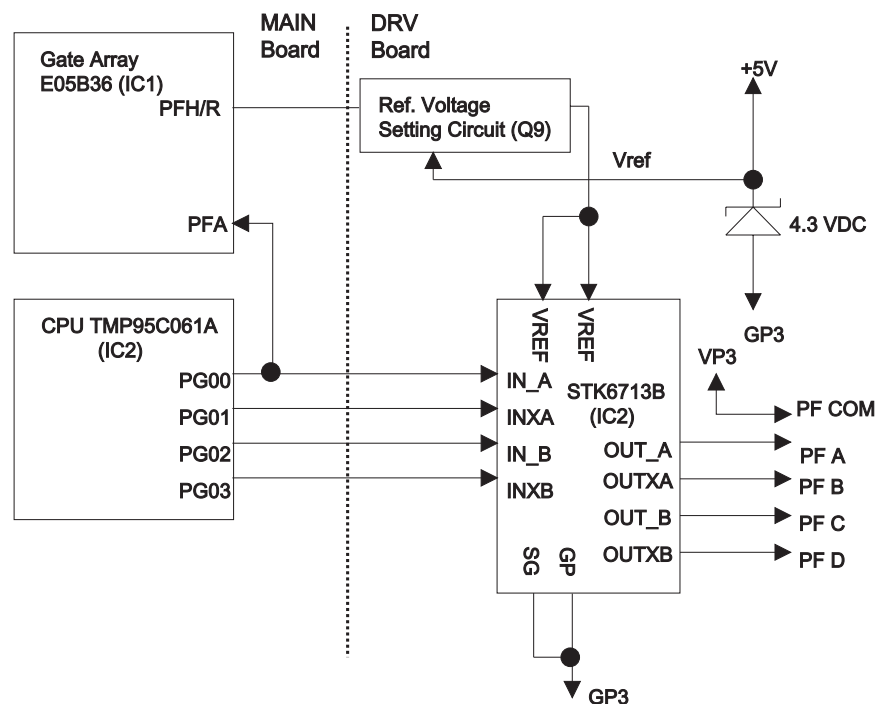 MAIN
Board
DRV
Board
Gate Array
E05B36 (IC1)
PFH/R
PFA
Ref. Voltage
Setting Circuit (Q9)
Vref
+5V
4.3 VDC
GP3
CPU TMP95C061A
(IC2)
PG00
PG01
PG02
PG03
VREF
VREF
IN_A
INXA
IN_B
INXB
STK6713B
(IC2)
OUT_A
OUTXA
OUT_B
OUTXB
SG
GP
GP3
VP3
PF COM
PF A
PF B
PF C
PF D